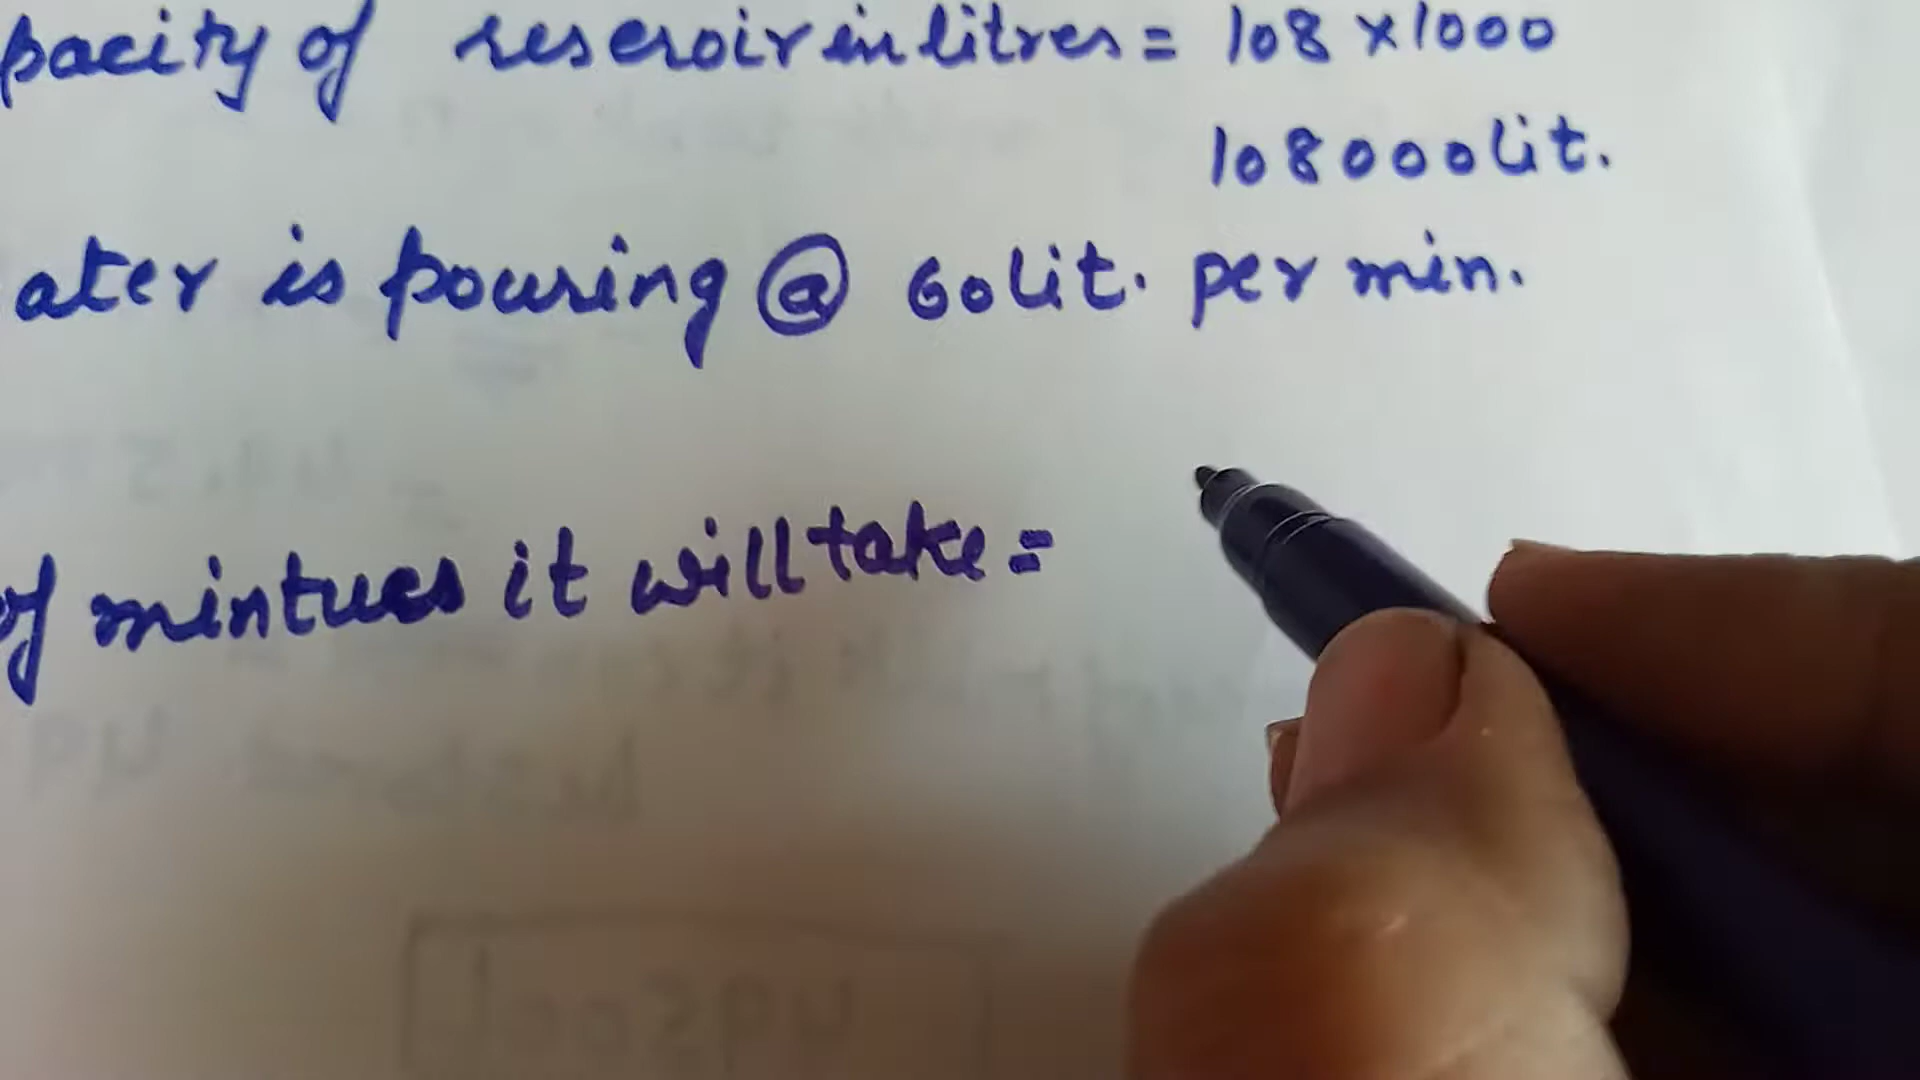 pacity of reseroir in litres = 108 × 1000
108000 lit.
ater is pouring @ 60 lit. per min.
of mintues it will take =